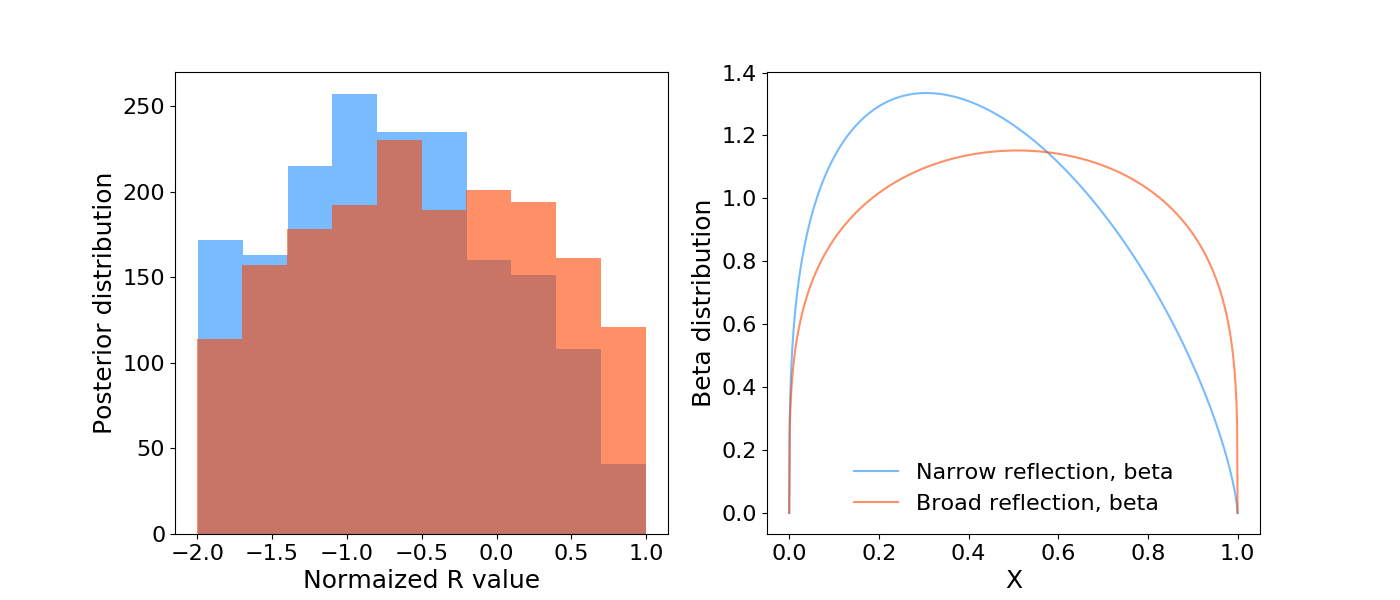 Posterior distribution
250
200
150
100
50
0
−2.0 −1.5 −1.0 −0.5 0.0 0.5 1.0
Normaized R value
Beta distribution
1.4
1.2
1.0
0.8
0.6
0.4
0.2
0.0
Narrow reflection, beta
Broad reflection, beta
0.0 0.2 0.4 0.6 0.8 1.0
X